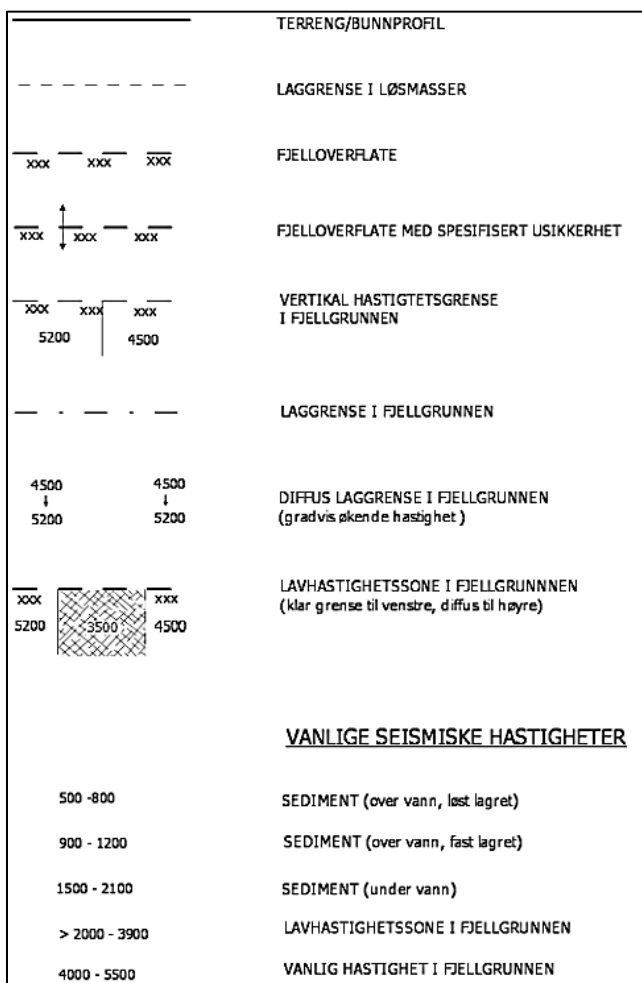 TERRENG/BUNNPROFIL
LAGGRENSE I LØSMASSER
FJELLOVERFLATE
xxx xxx xxx
FJELLOVERFLATE MED SPESIFISERT USIKKERHET
xxx xxx xxx
VERTIKAL HASTIGTETSGRENSE
I FJELLGRUNNEN
xxx xxx xxx
5200 4500
LAGGRENSE I FJELLGRUNNEN
4500 4500
5200 5200
DIFFUS LAGGRENSE I FJELLGRUNNEN
(gradvis økende hastighet )
LAVHASTIGHETSSONE I FJELLGRUNNNEN
(klar grense til venstre, diffus til høyre)
xxx xxx
5200 3500 4500
VANLIGE SEISMISKE HASTIGHETER
500 -800 SEDIMENT (over vann, løst lagret)
900 - 1200 SEDIMENT (over vann, fast lagret)
1500 - 2100 SEDIMENT (under vann)
> 2000 - 3900 LAVHASTIGHETSSONE I FJELLGRUNNEN
4000 - 5500 VANLIG HASTIGHET I FJELLGRUNNEN